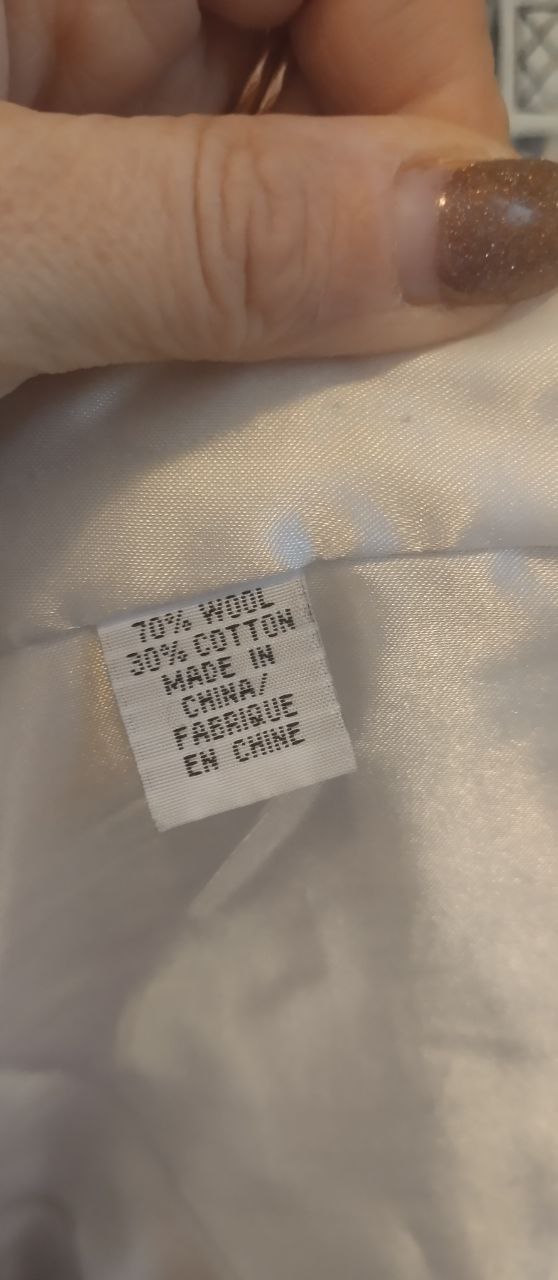 70% WOOL
30% COTTON
MADE IN
CHINA/
FABRIQUE
EN CHINE